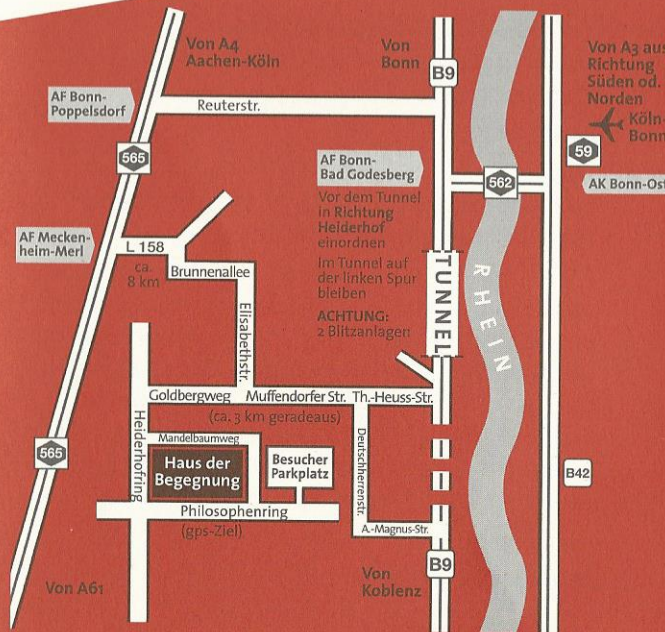 Von A4
Aachen-Köln
Von
Bonn
B9
Von A3 aus
Richtung
Süden od.
Norden
Köln-
Bonn
AF Bonn-
Poppelsdorf
Reuterstr.
565
59
AF Bonn-
Bad Godesberg
562
AK Bonn-Ost
Vor dem Tunnel
in Richtung
Heiderhof
einordnen
Im Tunnel auf
der linken Spur
bleiben
ACHTUNG:
2 Blitzanlagen
TUNNEL
RHEIN
AF Mecken-
heim-Merl
L 158
ca.
8 km
Brunnenallee
Elisabethstr.
Goldbergweg
Muffendorfer Str.
Th.-Heuss-Str.
(ca. 3 km geradeaus)
Heiderhofring
Mandelbaumweg
Deutschherrenstr.
565
Haus der
Begegnung
Besucher
Parkplatz
B42
Philosophenring
(gps-Ziel)
A.-Magnus-Str.
Von A61
Von
Koblenz
B9